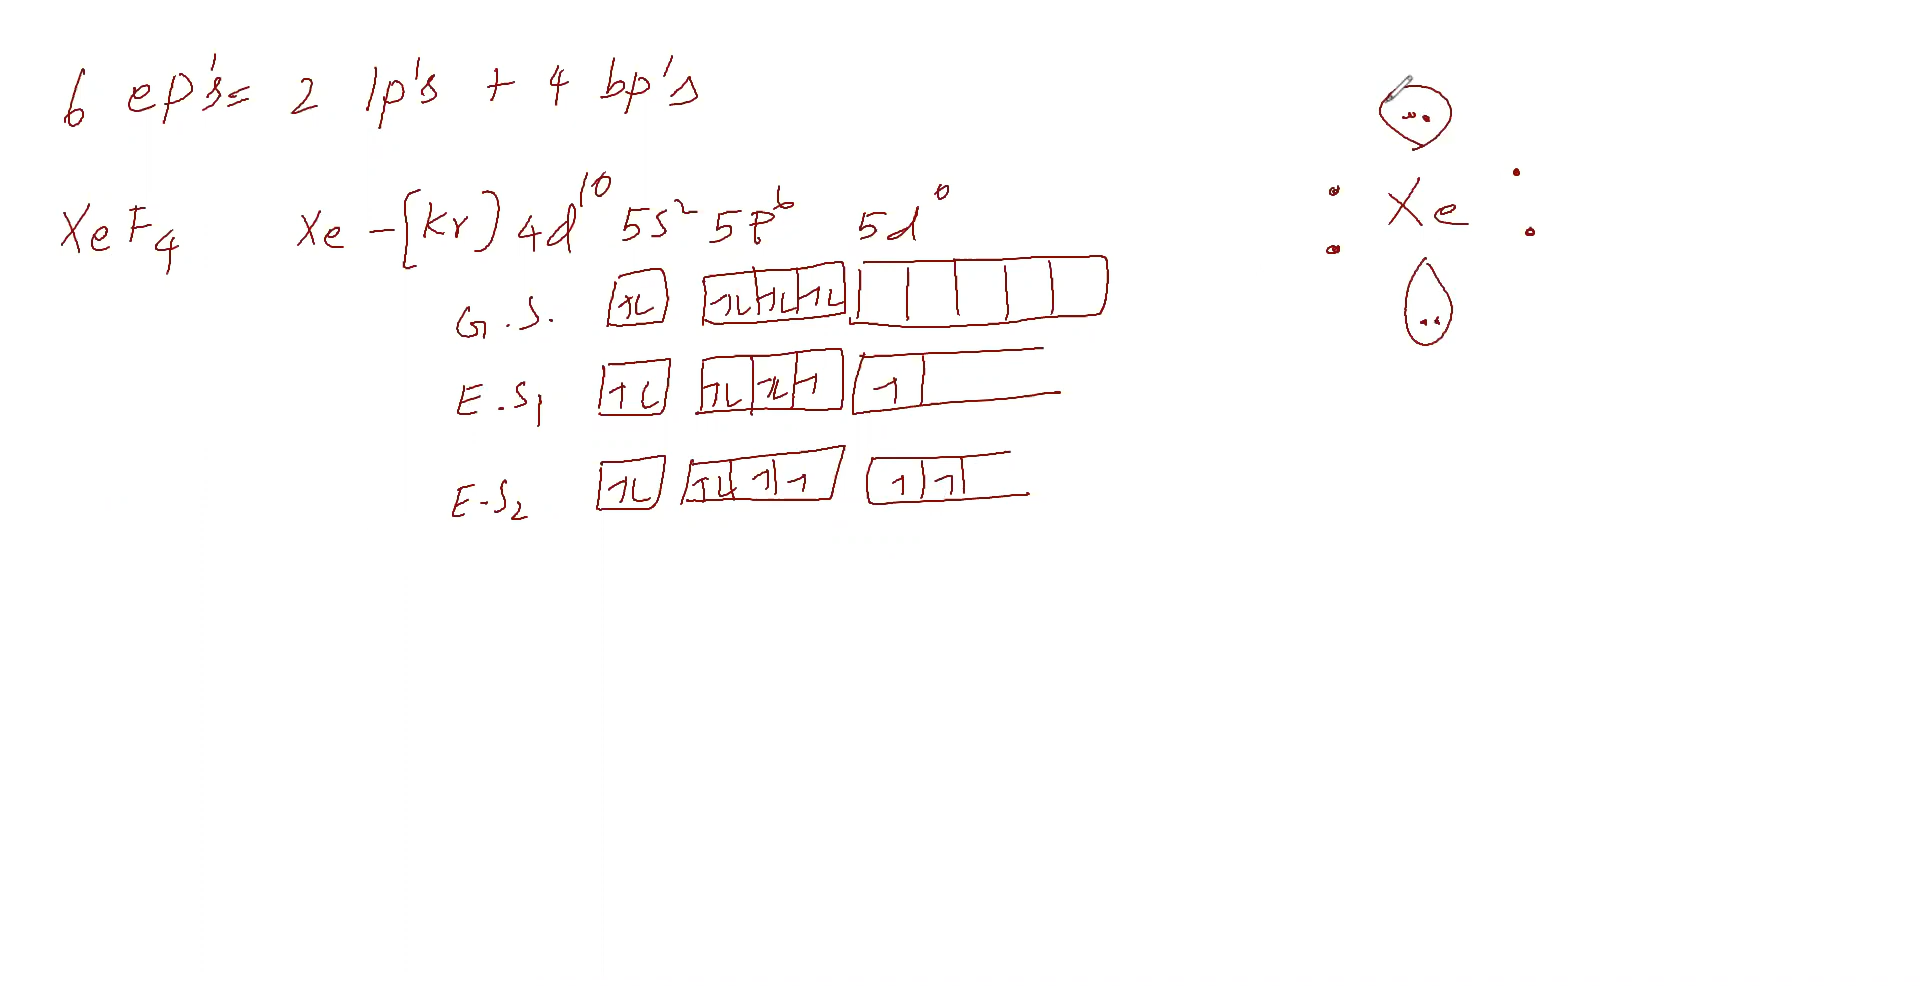 6 ep's = 2 lp's + 4 bp's
XeF₄ Xe - [Kr] 4d¹⁰ 5s² 5p⁶ 5d⁰
Xe
G.S.
E.S₁
E-S₂